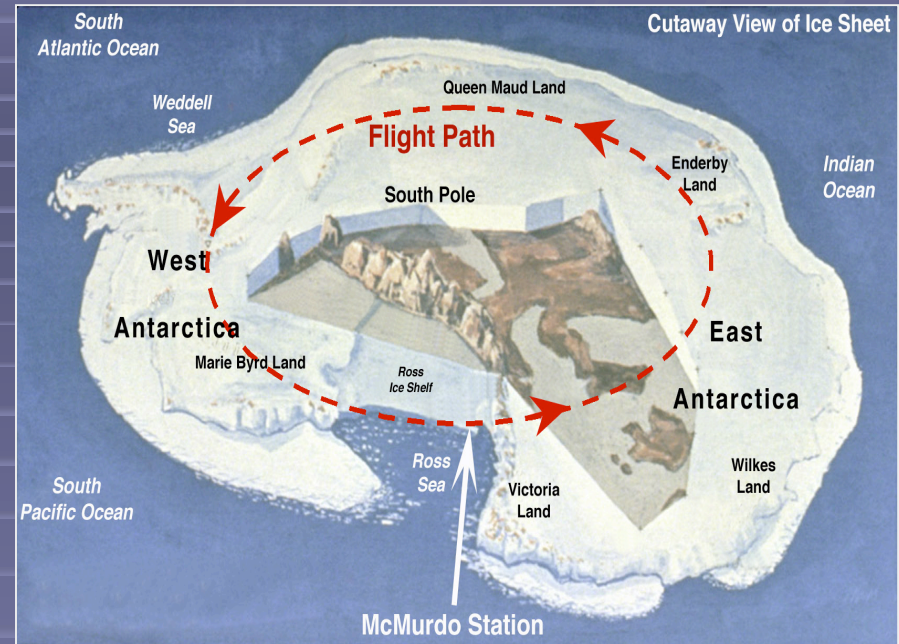 South
Atlantic Ocean
Cutaway View of Ice Sheet
Weddell
Sea
Queen Maud Land
Flight Path
Enderby
Land
Indian
Ocean
South Pole
West
Antarctica
Marie Byrd Land
Ross
Ice Shelf
East
Antarctica
Ross
Sea
South
Pacific Ocean
Victoria
Land
Wilkes
Land
McMurdo Station